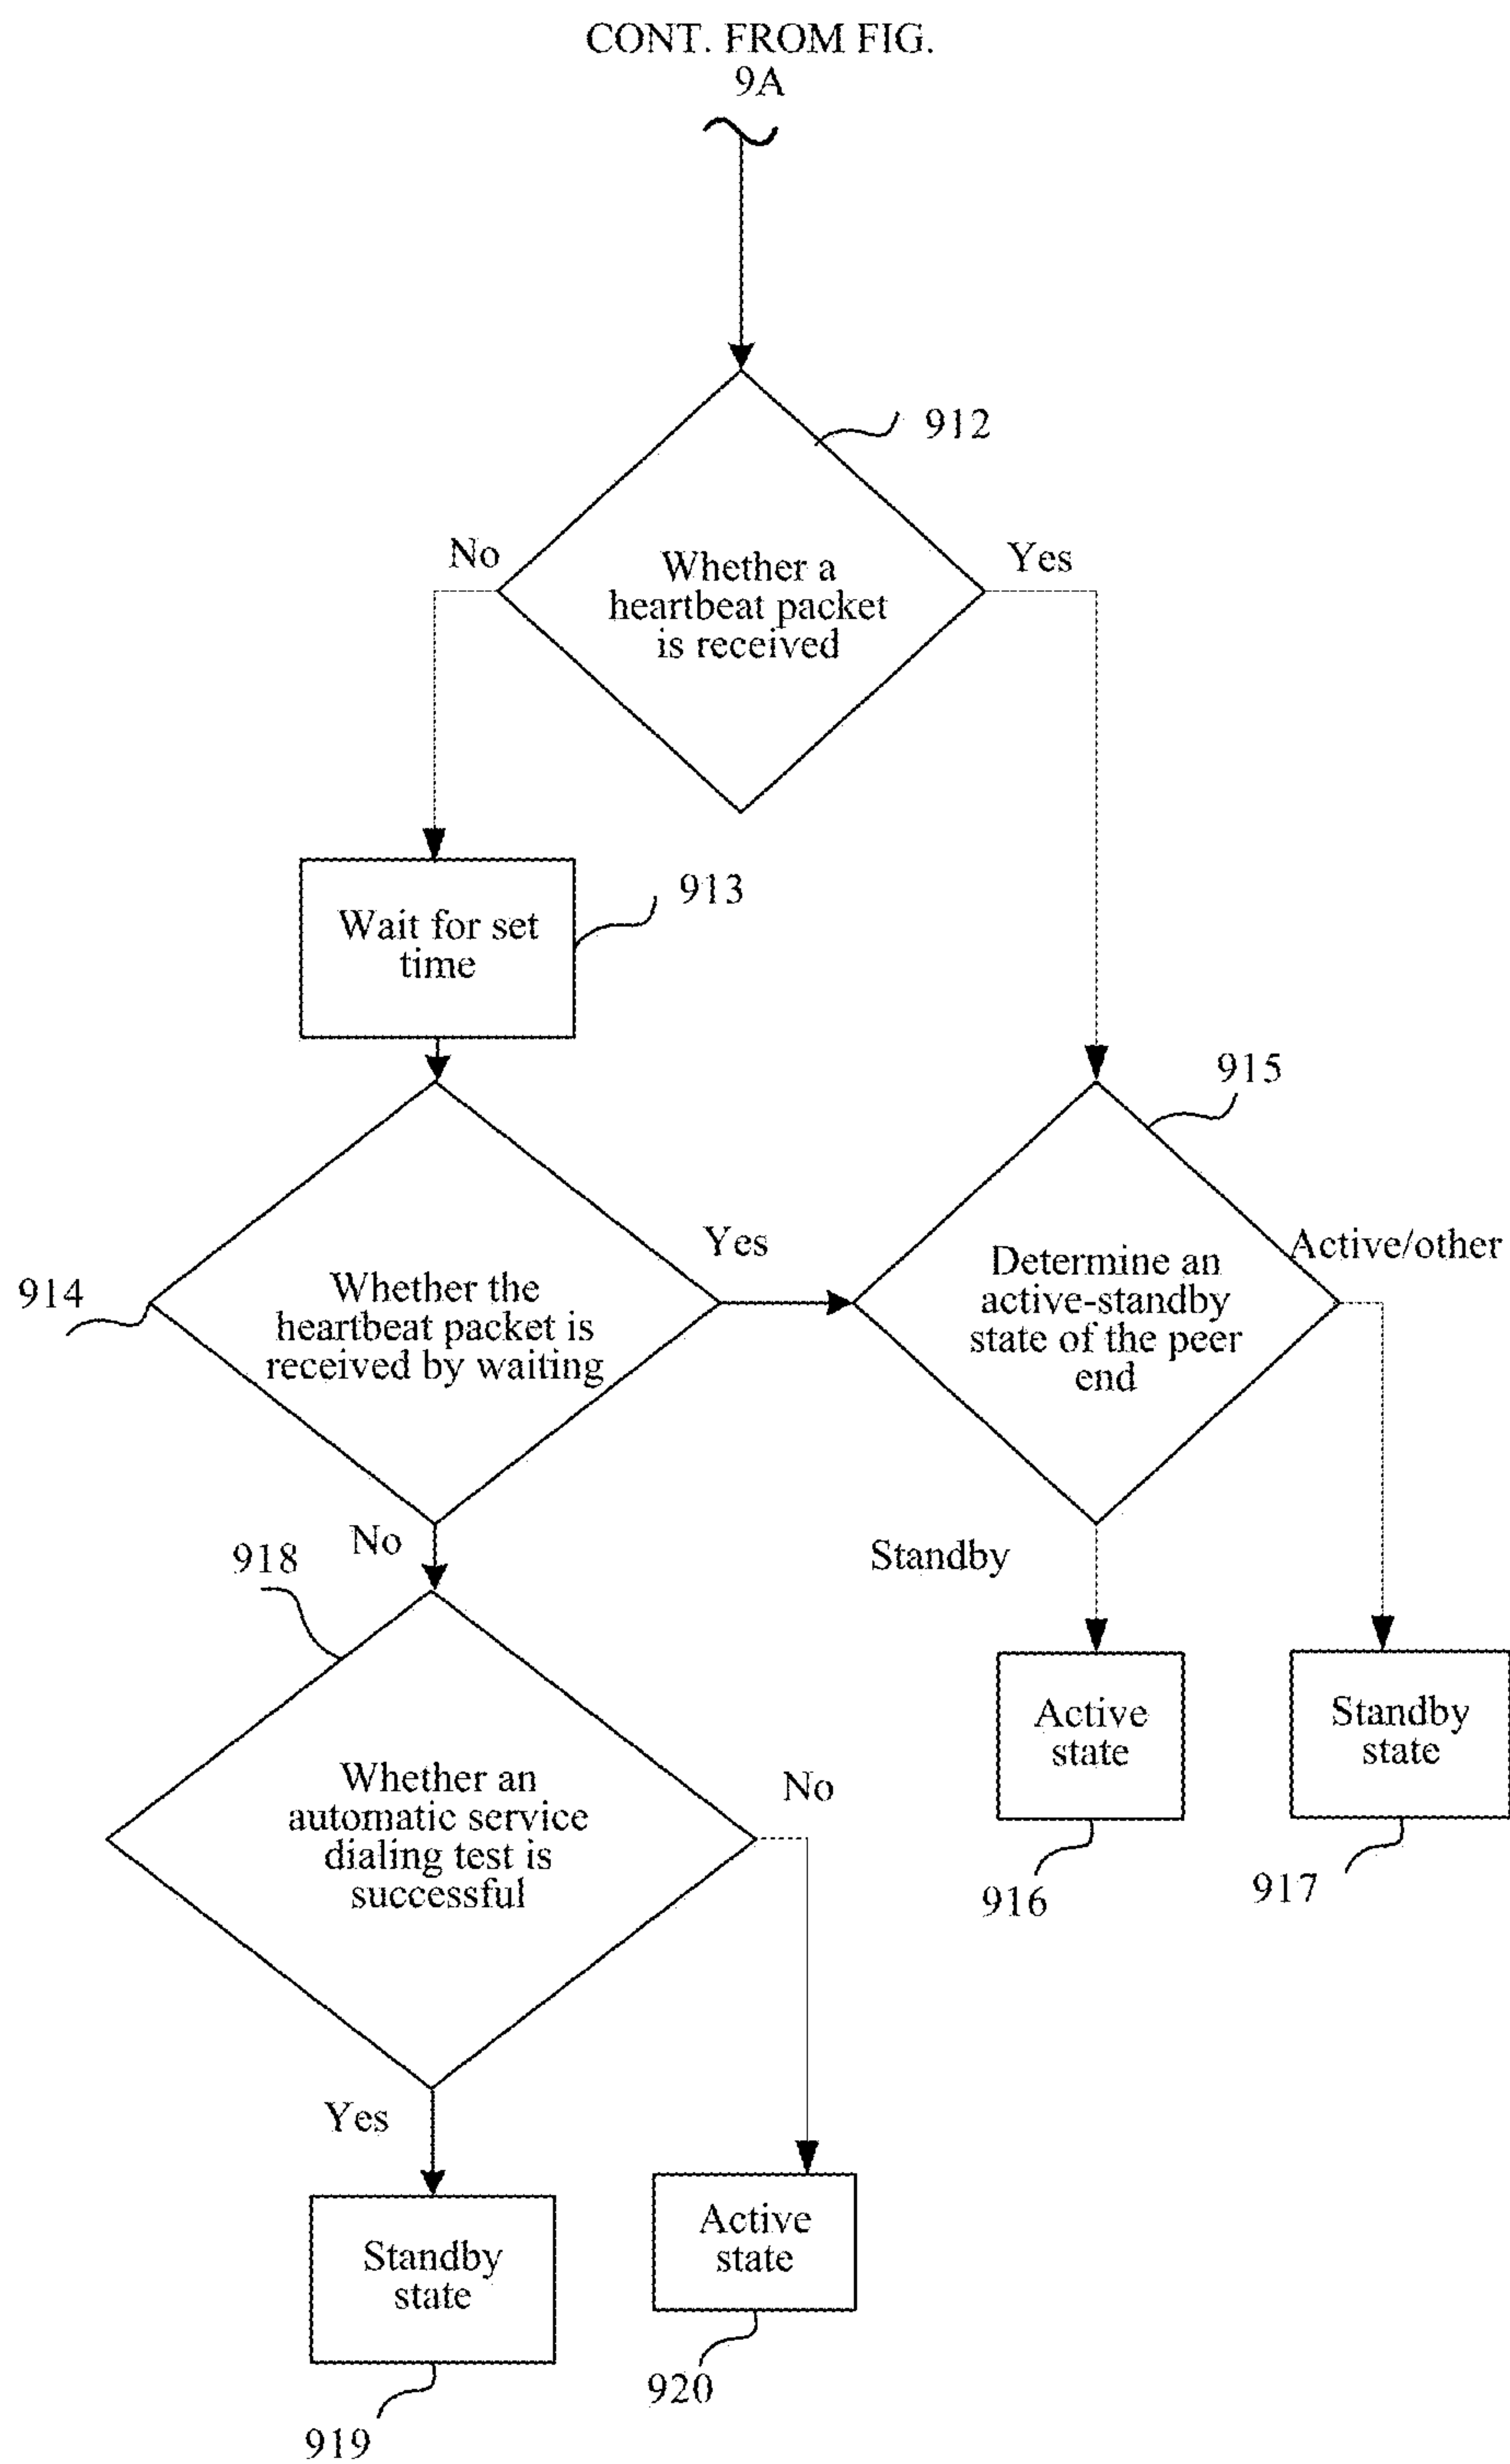 CONT. FROM FIG.
9A
912
No
Yes
Whether a
heartbeat packet
is received
913
Wait for set
time
915
914
Yes
Active/other
Whether the
heartbeat packet is
received by waiting
Determine an
active-standby
state of the peer
end
No
918
Standby
Active
state
Standby
state
Whether an
automatic service
dialing test is
successful
No
916
917
Yes
Standby
state
Active
state
920
919